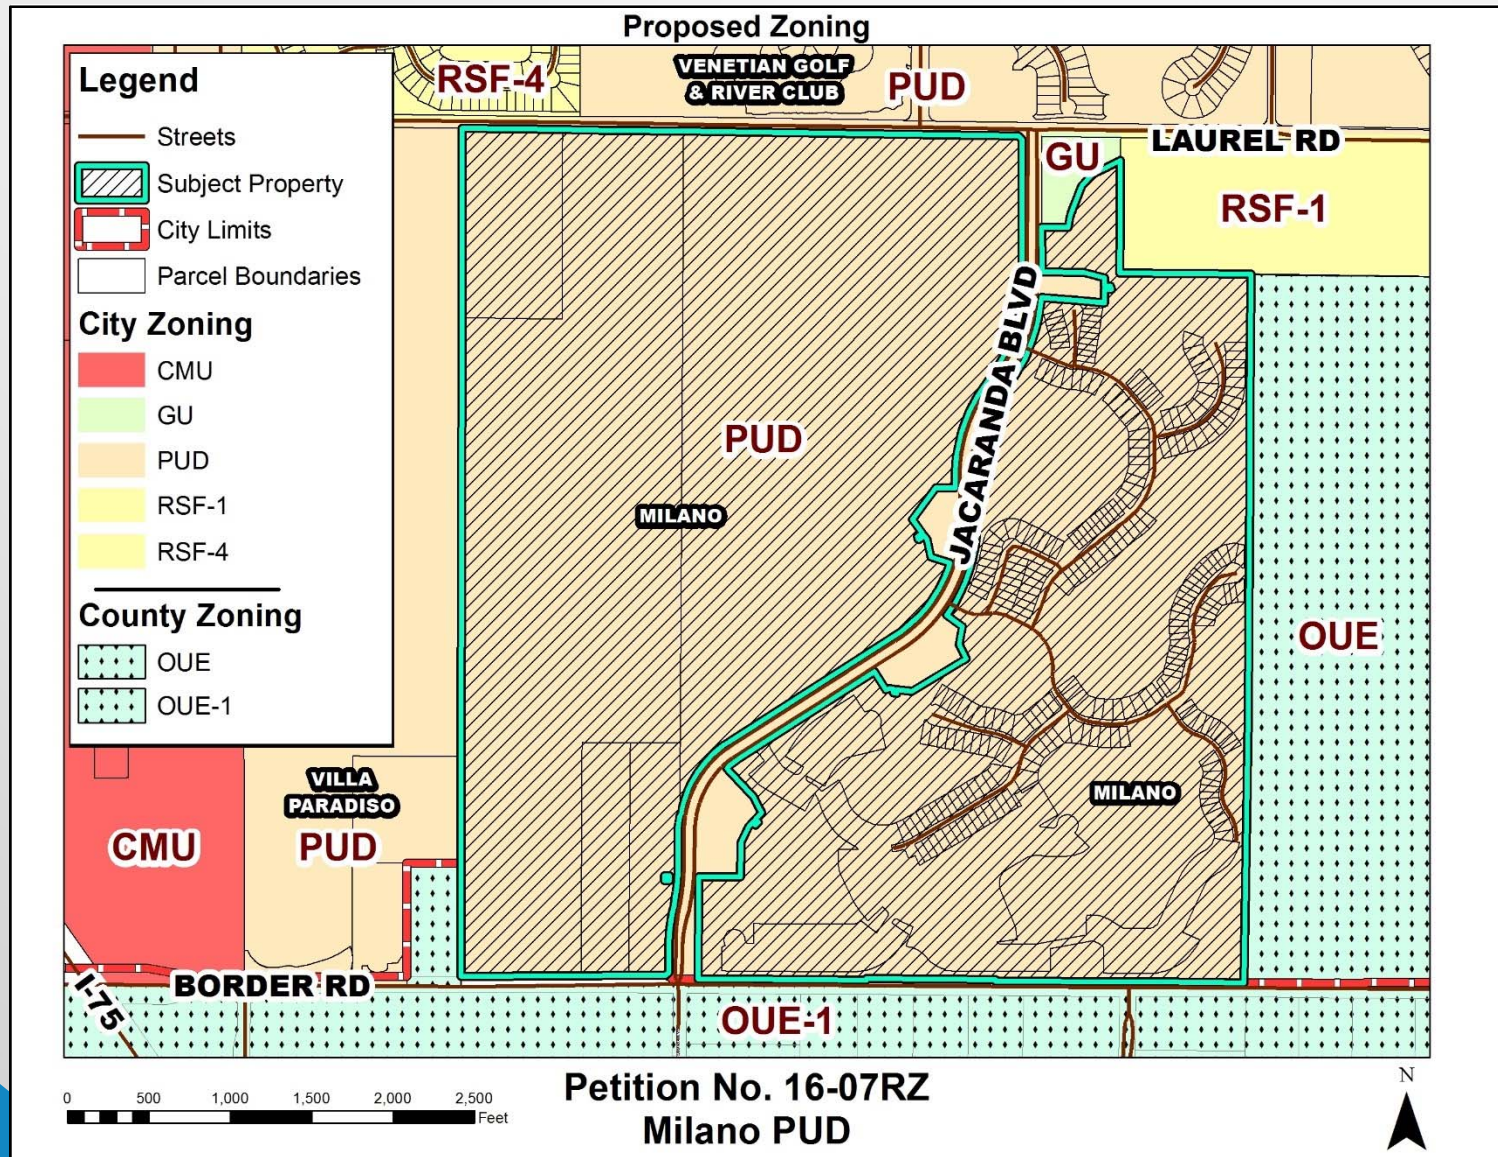 Proposed Zoning
Legend
Streets
Subject Property
City Limits
Parcel Boundaries
City Zoning
CMU
GU
PUD
RSF-1
RSF-4
County Zoning
OUE
OUE-1
RSF-4
VENETIAN GOLF
& RIVER CLUB
PUD
LAUREL RD
GU
RSF-1
JACARANDA BLVD
PUD
MILANO
OUE
MILANO
VILLA
PARADISO
PUD
CMU
BORDER RD
I-75
OUE-1
0 500 1,000 1,500 2,000 2,500
Feet
Petition No. 16-07RZ
Milano PUD
N